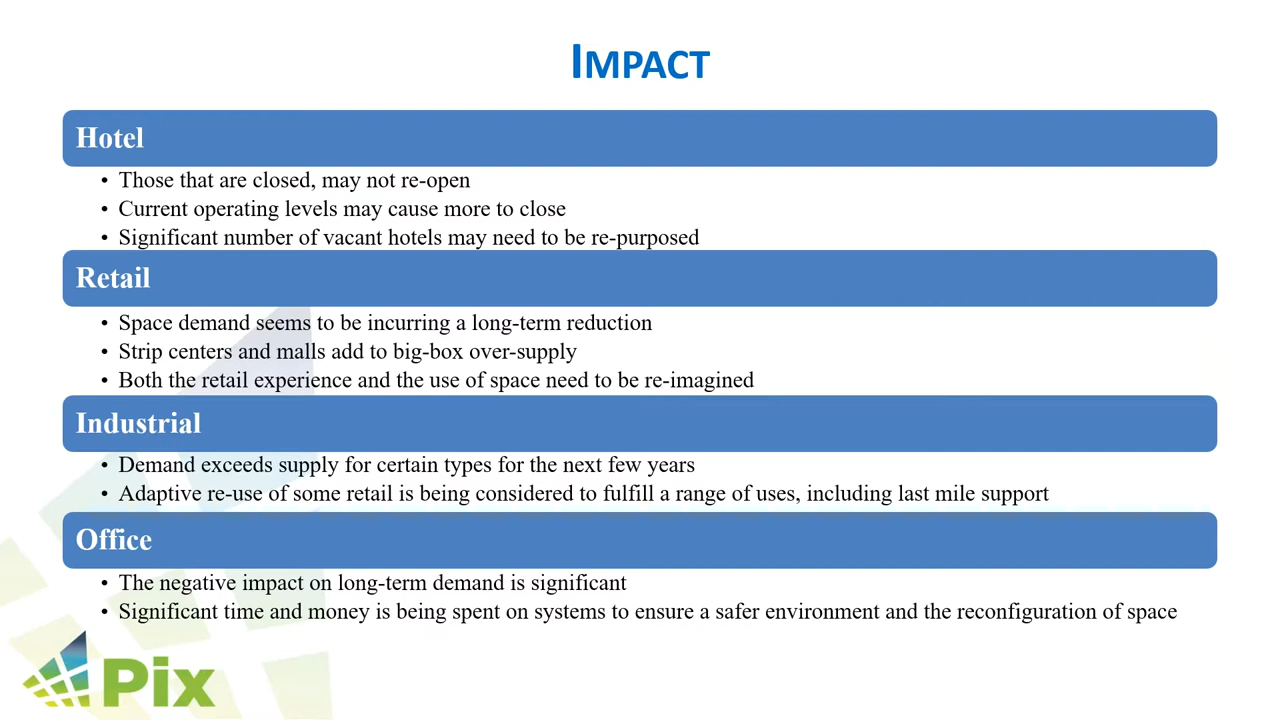 IMPACT
Hotel
• Those that are closed, may not re-open
• Current operating levels may cause more to close
• Significant number of vacant hotels may need to be re-purposed
Retail
• Space demand seems to be incurring a long-term reduction
• Strip centers and malls add to big-box over-supply
• Both the retail experience and the use of space need to be re-imagined
Industrial
• Demand exceeds supply for certain types for the next few years
• Adaptive re-use of some retail is being considered to fulfill a range of uses, including last mile support
Office
• The negative impact on long-term demand is significant
• Significant time and money is being spent on systems to ensure a safer environment and the reconfiguration of space
Pix